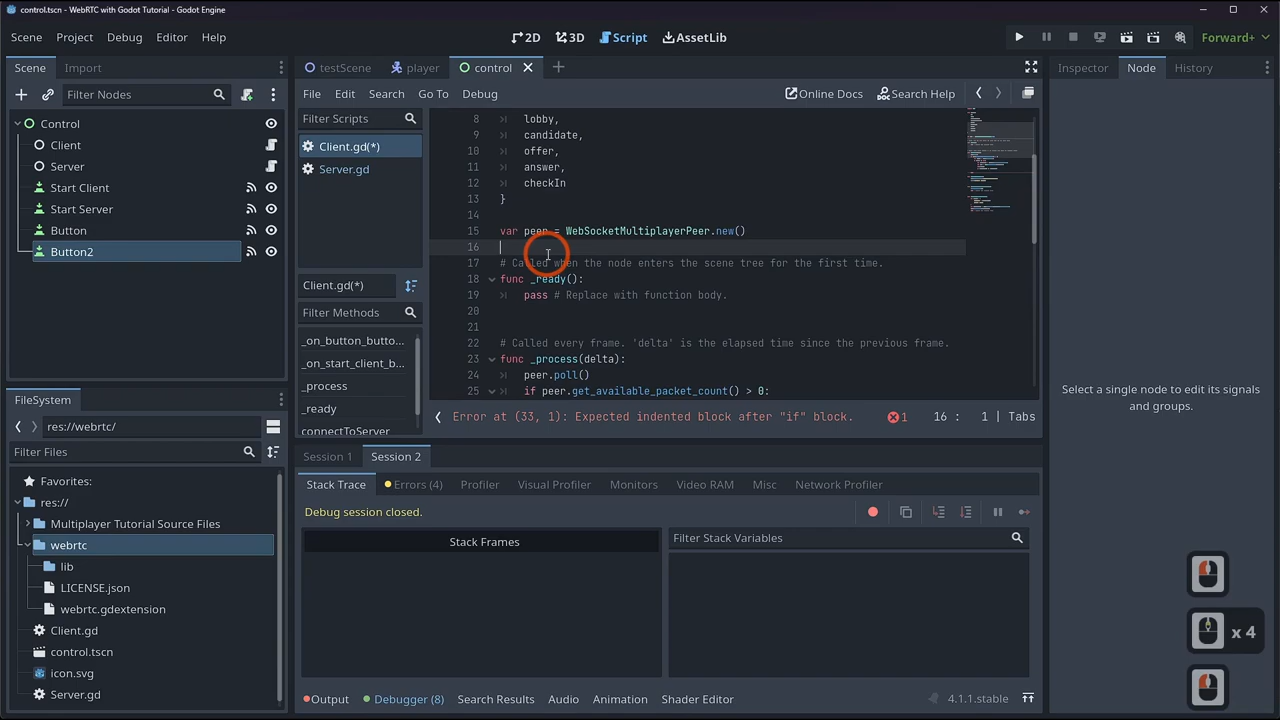 control.tscn - WebRTC with Godot Tutorial - Godot Engine
Scene Project Debug Editor Help
2D 3D Script AssetLib
Forward+
Scene Import
Filter Nodes
Control
Client
Server
Start Client
Start Server
Button
Button2
FileSystem
res://webrtc/
Filter Files
Favorites:
res://
Multiplayer Tutorial Source Files
webrtc
lib
LICENSE.json
webrtc.gdextension
Client.gd
control.tscn
icon.svg
Server.gd
testScene player control
File Edit Search Go To Debug
Online Docs Search Help
Filter Scripts
Client.gd(*)
Server.gd
Client.gd(*)
Filter Methods
_on_button_butto...
_on_start_client_b...
_process
_ready
connectToServer
8 lobby,
9 candidate,
10 offer,
11 answer,
12 checkIn
13 }
14
15 var peer = WebSocketMultiplayerPeer.new()
16
17 # Called when the node enters the scene tree for the first time.
18 func _ready():
19 pass # Replace with function body.
20
21
22 # Called every frame. 'delta' is the elapsed time since the previous frame.
23 func _process(delta):
24 peer.poll()
25 if peer.get_available_packet_count() > 0:
Error at (33, 1): Expected indented block after "if" block.
1 16 : 1 | Tabs
Session 1 Session 2
Stack Trace Errors (4) Profiler Visual Profiler Monitors Video RAM Misc Network Profiler
Debug session closed.
Stack Frames
Filter Stack Variables
Output Debugger (8) Search Results Audio Animation Shader Editor
4.1.1.stable
Inspector Node History
Select a single node to edit its signals
and groups.
x 4